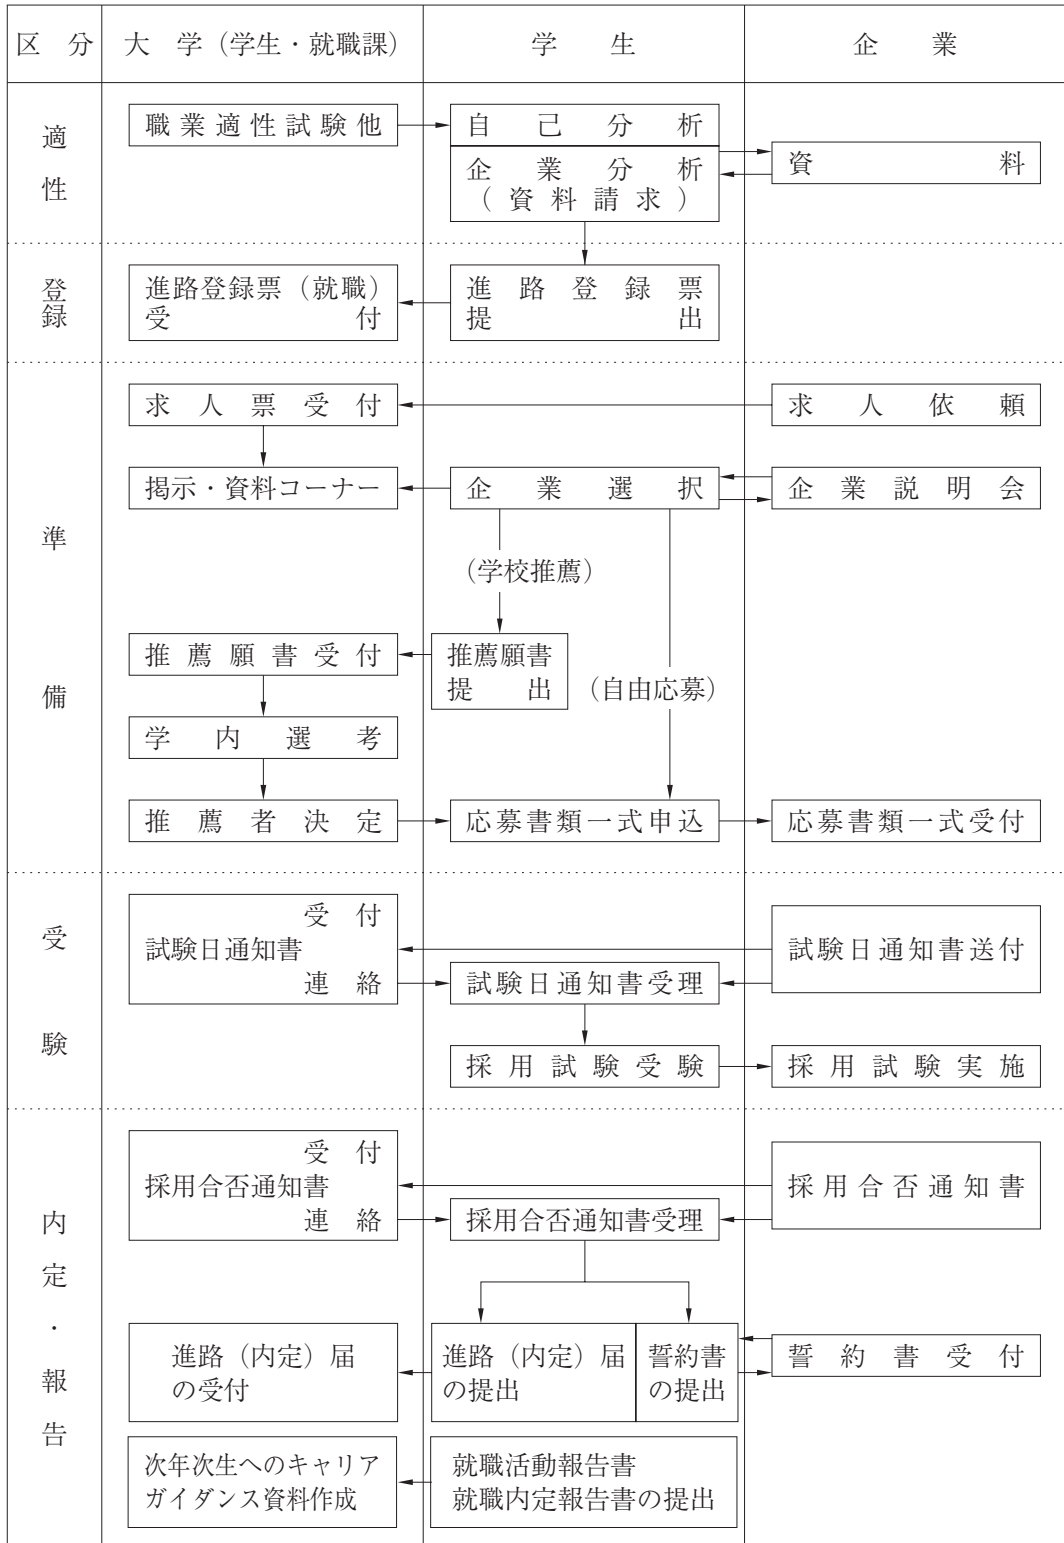 区分
大学(学生・就職課)
学生
企業
適性
職業適性試験他
自己分析
企業分析
(資料請求)
資料
登録
進路登録票(就職)
受付
進路登録票
提出
準備
求人票受付
求人依頼
掲示・資料コーナー
企業選択
企業説明会
(学校推薦)
推薦願書受付
推薦願書
提出
(自由応募)
学内選考
推薦者決定
応募書類一式申込
応募書類一式受付
受験
受付
試験日通知書
連絡
試験日通知書受理
試験日通知書送付
採用試験受験
採用試験実施
内定・報告
受付
採用合否通知書
連絡
採用合否通知書受理
採用合否通知書
進路(内定)届
の受付
進路(内定)届
の提出
誓約書
の提出
誓約書受付
次年次生へのキャリア
ガイダンス資料作成
就職活動報告書
就職内定報告書の提出